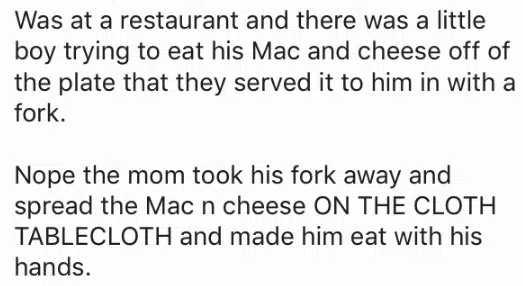 Was at a restaurant and there was a little
boy trying to eat his Mac and cheese off of
the plate that they served it to him in with a
fork.
Nope the mom took his fork away and
spread the Mac n cheese ON THE CLOTH
TABLECLOTH and made him eat with his
hands.